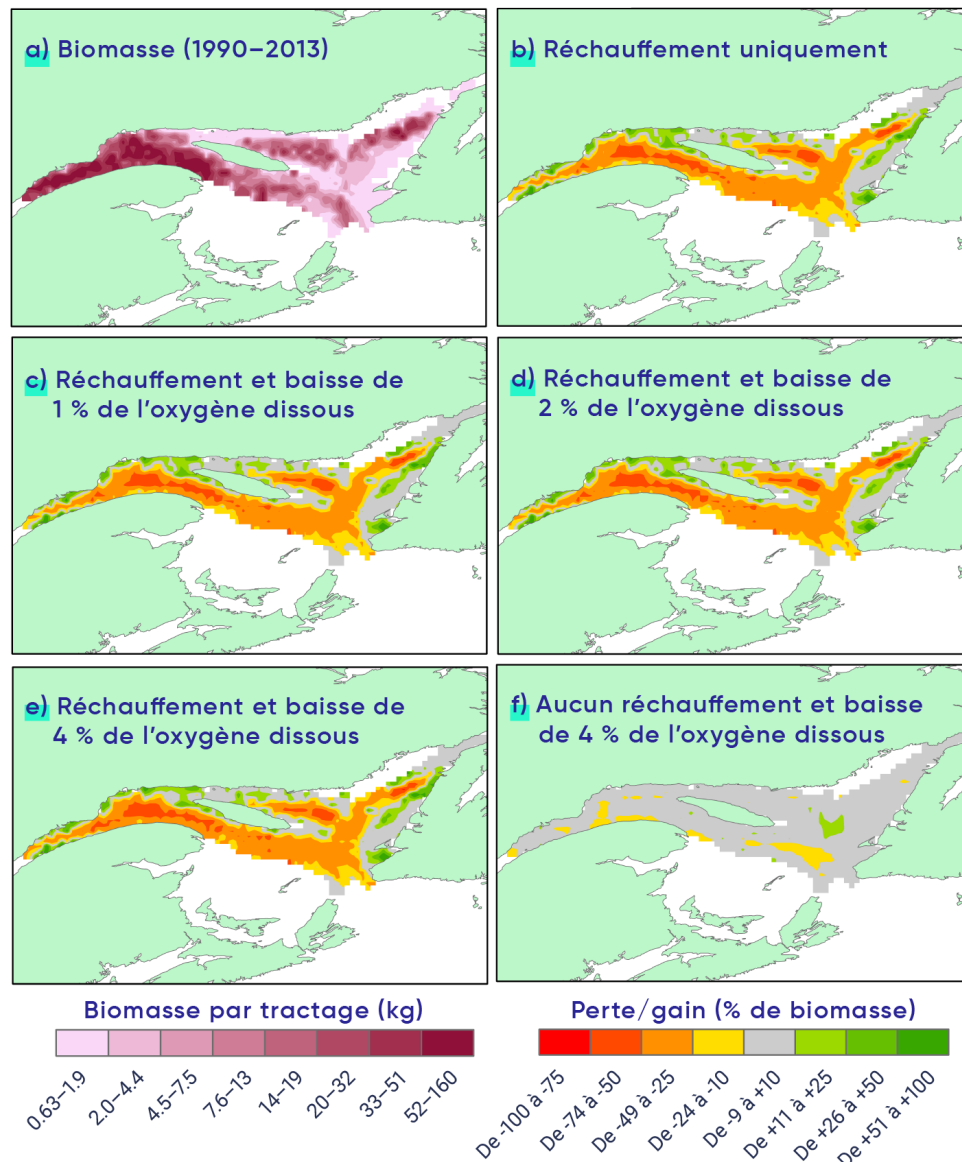 a) Biomasse (1990–2013)
b) Réchauffement uniquement
c) Réchauffement et baisse de
1 % de l’oxygène dissous
d) Réchauffement et baisse de
2 % de l’oxygène dissous
e) Réchauffement et baisse de
4 % de l’oxygène dissous
f) Aucun réchauffement et baisse
de 4 % de l’oxygène dissous
Biomasse par tractage (kg)
0.63–1.9
2.0–4.4
4.5–7.5
7.6–13
14–19
20–32
33–51
52–160
Perte/gain (% de biomasse)
De -100 à -75
De -74 à -50
De -49 à -25
De -24 à -10
De -9 à +10
De +11 à +25
De +26 à +50
De +51 à +100